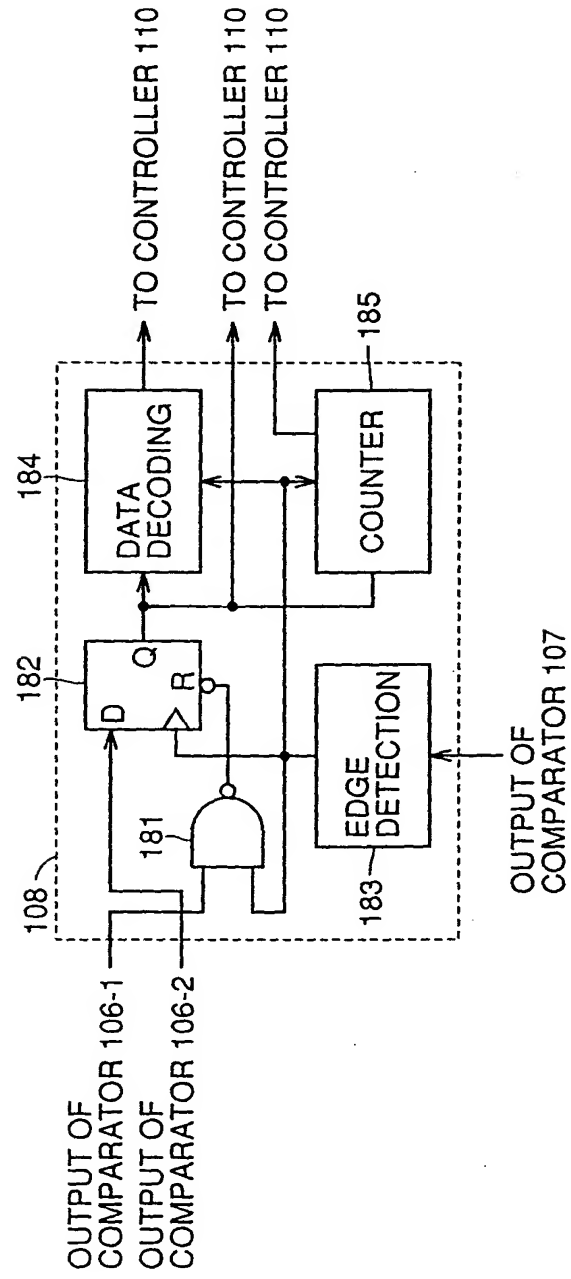 108
OUTPUT OF
COMPARATOR 106-1
OUTPUT OF
COMPARATOR 106-2
181
182
D
Q
R
183
EDGE
DETECTION
OUTPUT OF
COMPARATOR 107
184
DATA
DECODING
185
COUNTER
TO CONTROLLER 110
TO CONTROLLER 110
TO CONTROLLER 110